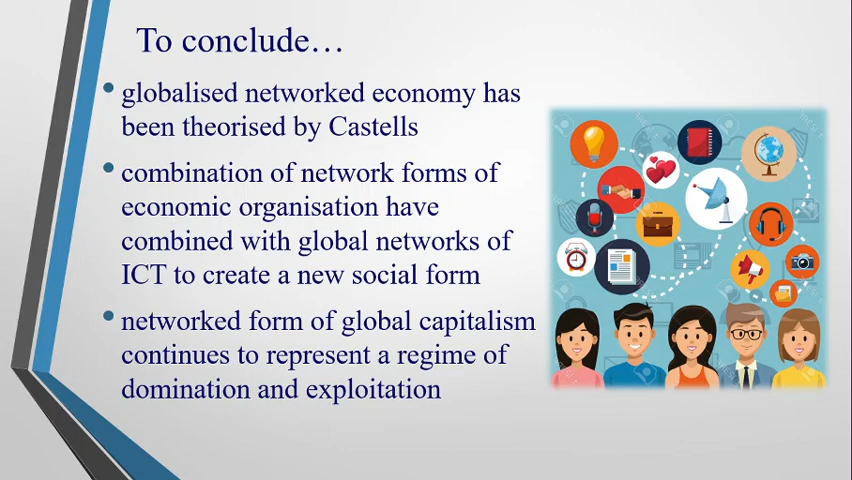 To conclude…
• globalised networked economy has
been theorised by Castells
• combination of network forms of
economic organisation have
combined with global networks of
ICT to create a new social form
• networked form of global capitalism
continues to represent a regime of
domination and exploitation